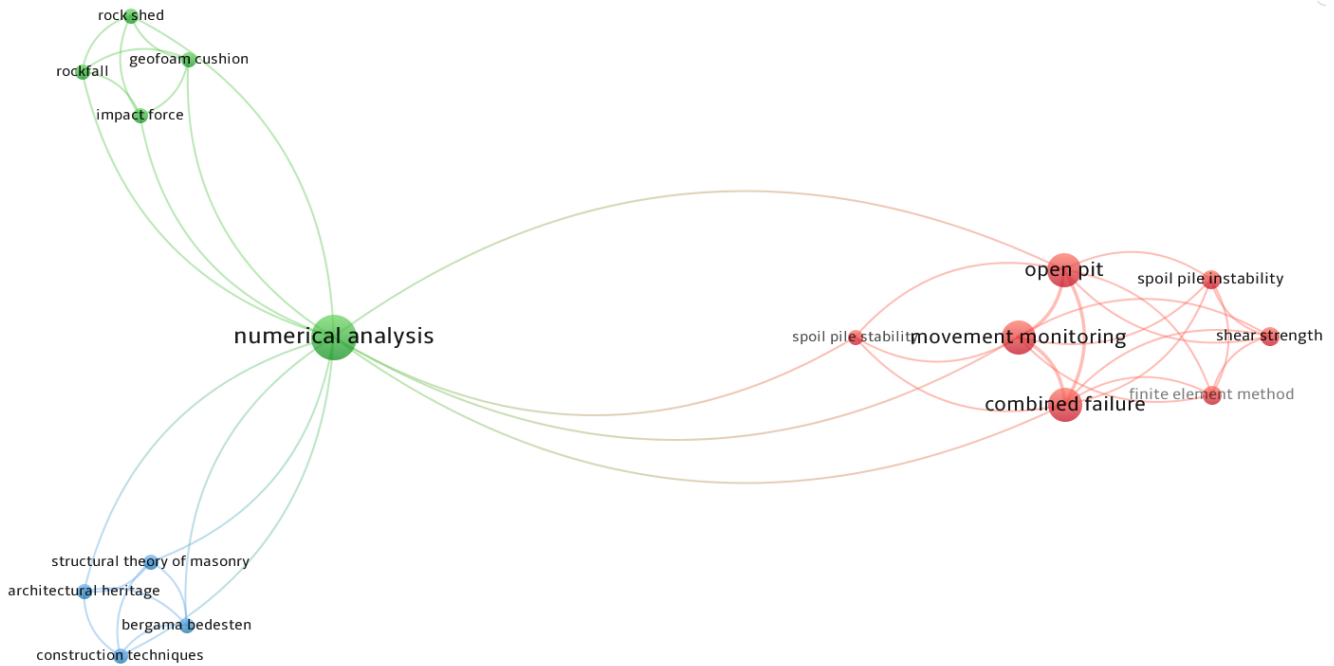 rock shed
geofoam cushion
rockfall
impact force
numerical analysis
open pit
spoil pile instability
spoil pile stability
movement monitoring
shear strength
finite element method
combined failure
structural theory of masonry
architectural heritage
bergama bedesten
construction techniques